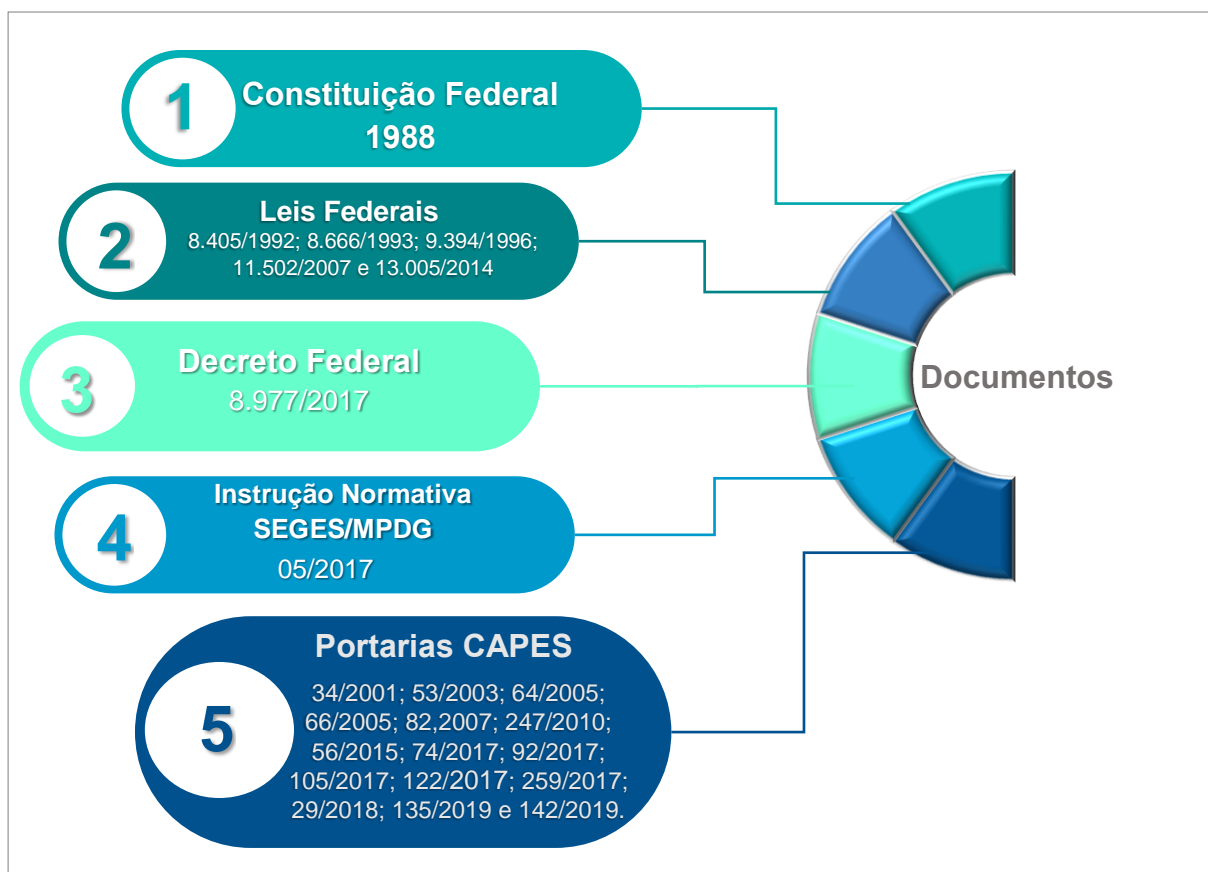 1
Constituição Federal
1988
2
Leis Federais
8.405/1992; 8.666/1993; 9.394/1996;
11.502/2007 e 13.005/2014
3
Decreto Federal
8.977/2017
4
Instrução Normativa
SEGES/MPDG
05/2017
5
Portarias CAPES
34/2001; 53/2003; 64/2005;
66/2005; 82,2007; 247/2010;
56/2015; 74/2017; 92/2017;
105/2017; 122/2017; 259/2017;
29/2018; 135/2019 e 142/2019.
Documentos